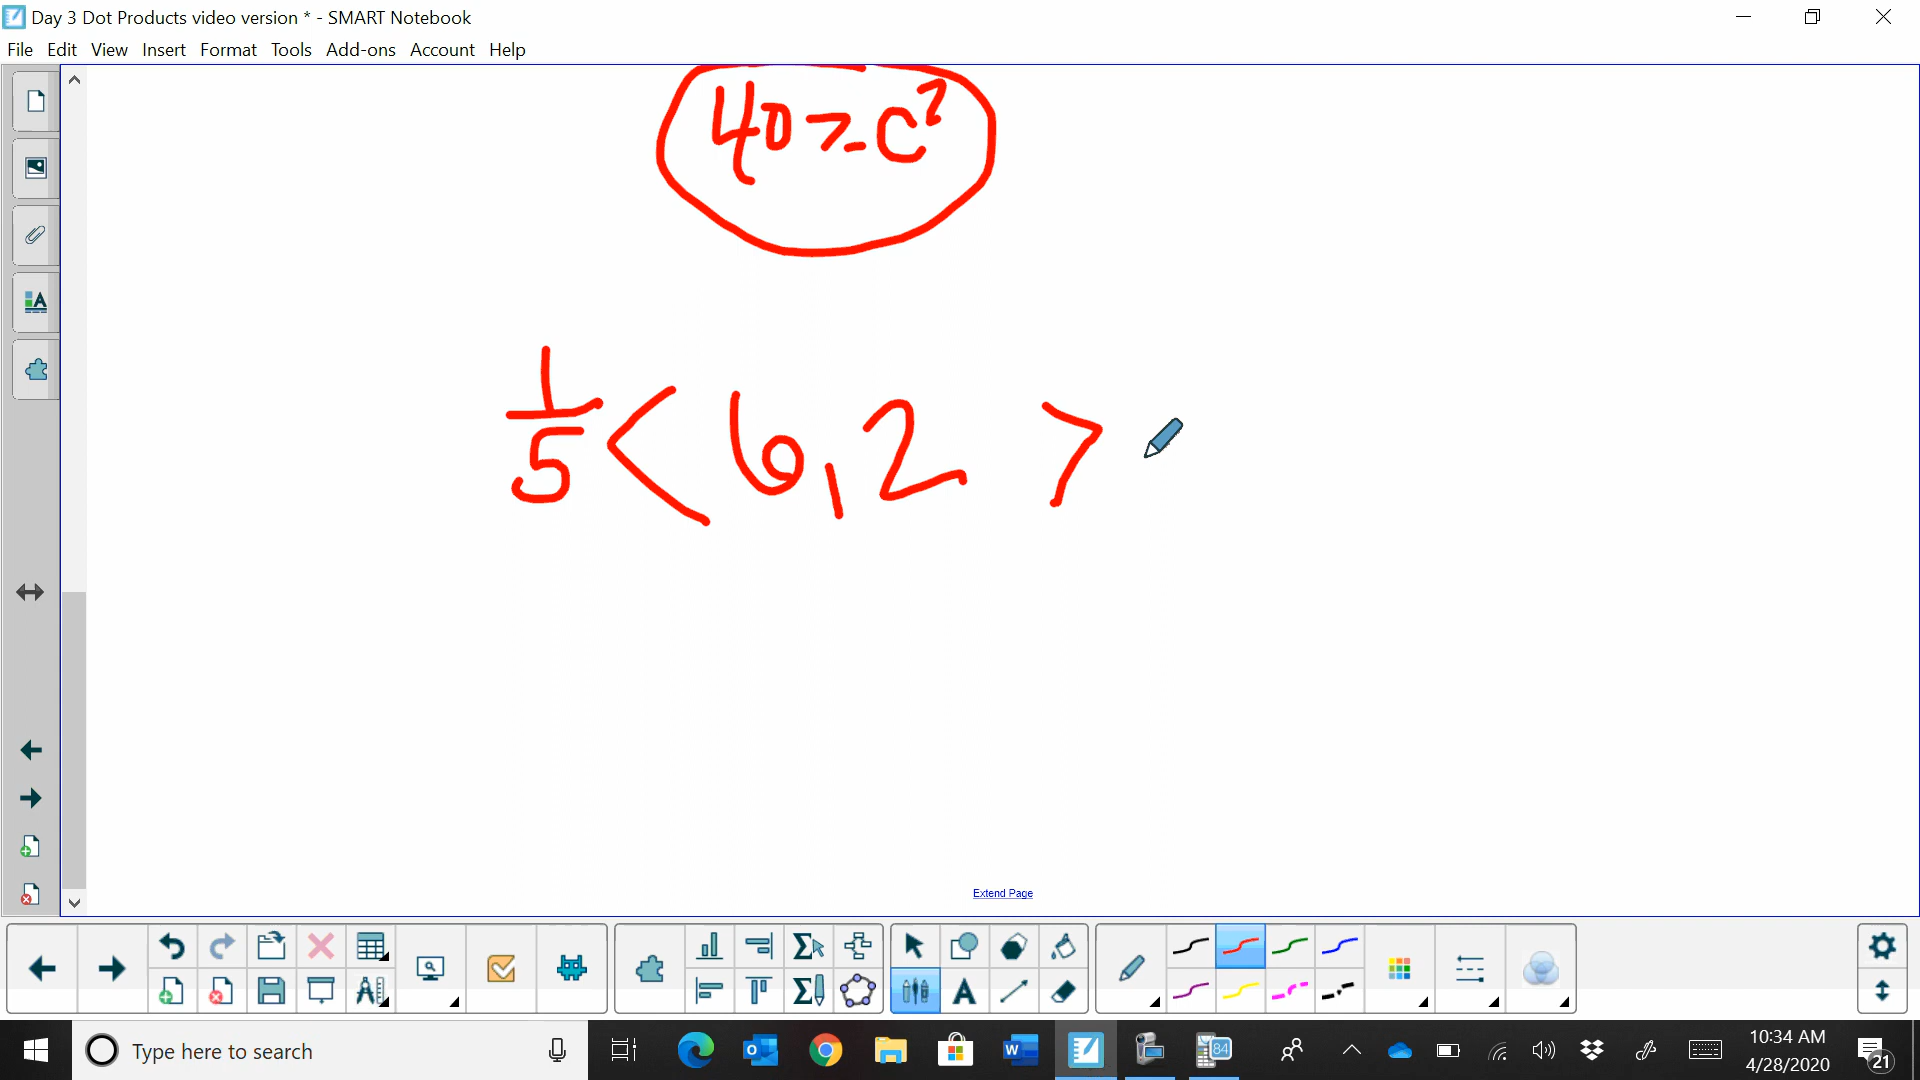 Day 3 Dot Products video version * - SMART Notebook
File Edit View Insert Format Tools Add-ons Account Help
40 = c²
1/5 < 6, 2 >
Extend Page
Type here to search
84
10:34 AM
4/28/2020
21